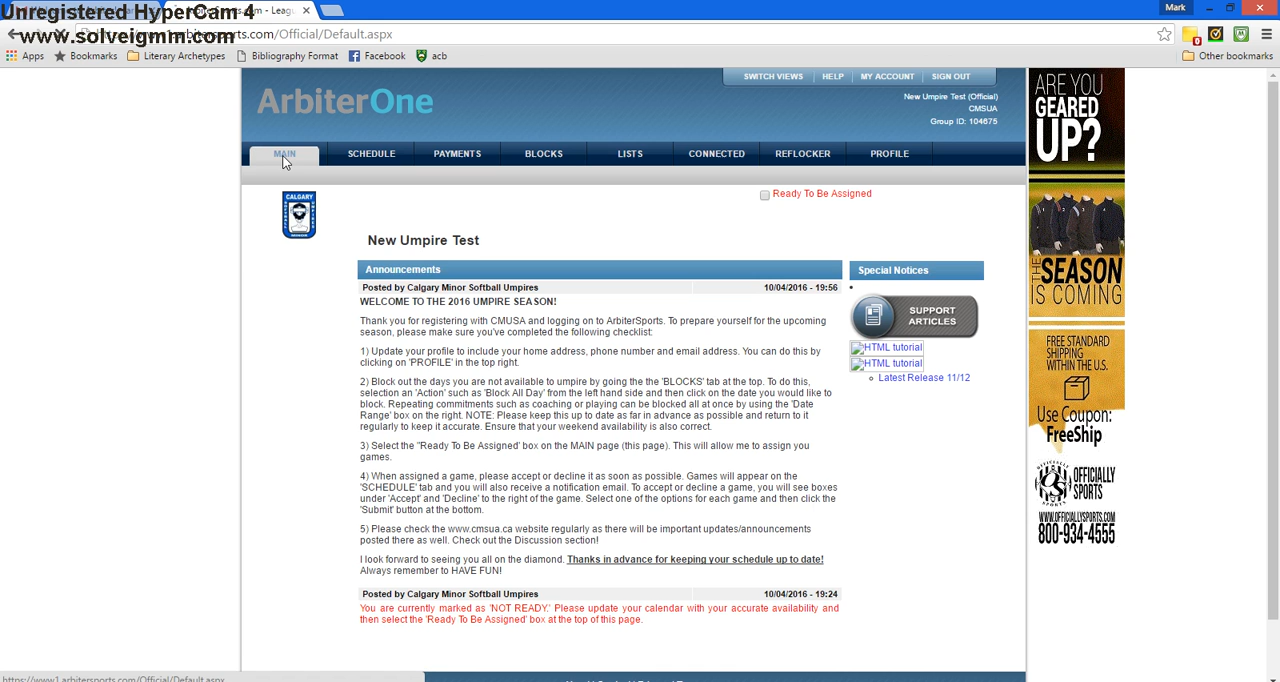 Unregistered HyperCam 4
www.solveigmm.com
Mark
.1.arbitersports.com/Official/Default.aspx
Apps Bookmarks Literary Archetypes Bibliography Format Facebook acb Other bookmarks
SWITCH VIEWS HELP MY ACCOUNT SIGN OUT
ArbiterOne
New Umpire Test (Official)
CMSUA
Group ID: 104675
MAIN SCHEDULE PAYMENTS BLOCKS LISTS CONNECTED REFLOCKER PROFILE
CALGARY
Ready To Be Assigned
New Umpire Test
Announcements
Posted by Calgary Minor Softball Umpires 10/04/2016 - 19:56
WELCOME TO THE 2016 UMPIRE SEASON!
Thank you for registering with CMUSA and logging on to ArbiterSports. To prepare yourself for the upcoming
season, please make sure you've completed the following checklist:
1) Update your profile to include your home address, phone number and email address. You can do this by
clicking on 'PROFILE' in the top right.
2) Block out the days you are not available to umpire by going the the 'BLOCKS' tab at the top. To do this,
selection an 'Action' such as 'Block All Day' from the left hand side and then click on the date you would like to
block. Repeating commitments such as coaching or playing can be blocked all at once by using the 'Date
Range' box on the right. NOTE: Please keep this up to date as far in advance as possible and return to it
regularly to keep it accurate. Ensure that your weekend availability is also correct.
3) Select the "Ready To Be Assigned' box on the MAIN page (this page). This will allow me to assign you
games.
4) When assigned a game, please accept or decline it as soon as possible. Games will appear on the
'SCHEDULE' tab and you will also receive a notification email. To accept or decline a game, you will see boxes
under 'Accept' and 'Decline' to the right of the game. Select one of the options for each game and then click the
'Submit' button at the bottom.
5) Please check the www.cmsua.ca website regularly as there will be important updates/announcements
posted there as well. Check out the Discussion section!
I look forward to seeing you all on the diamond. Thanks in advance for keeping your schedule up to date!
Always remember to HAVE FUN!
Posted by Calgary Minor Softball Umpires 10/04/2016 - 19:24
You are currently marked as 'NOT READY.' Please update your calendar with your accurate availability and
then select the 'Ready To Be Assigned' box at the top of this page.
Special Notices
SUPPORT
ARTICLES
HTML tutorial
HTML tutorial
Latest Release 11/12
ARE YOU
GEARED
UP?
THE SEASON
IS COMING
FREE STANDARD
SHIPPING
WITHIN THE U.S.
Use Coupon:
FreeShip
OFFICIALLY
SPORTS
WWW.OFFICIALLYSPORTS.COM
800-934-4555
https://www1.arbitersports.com/Official/Default.aspx